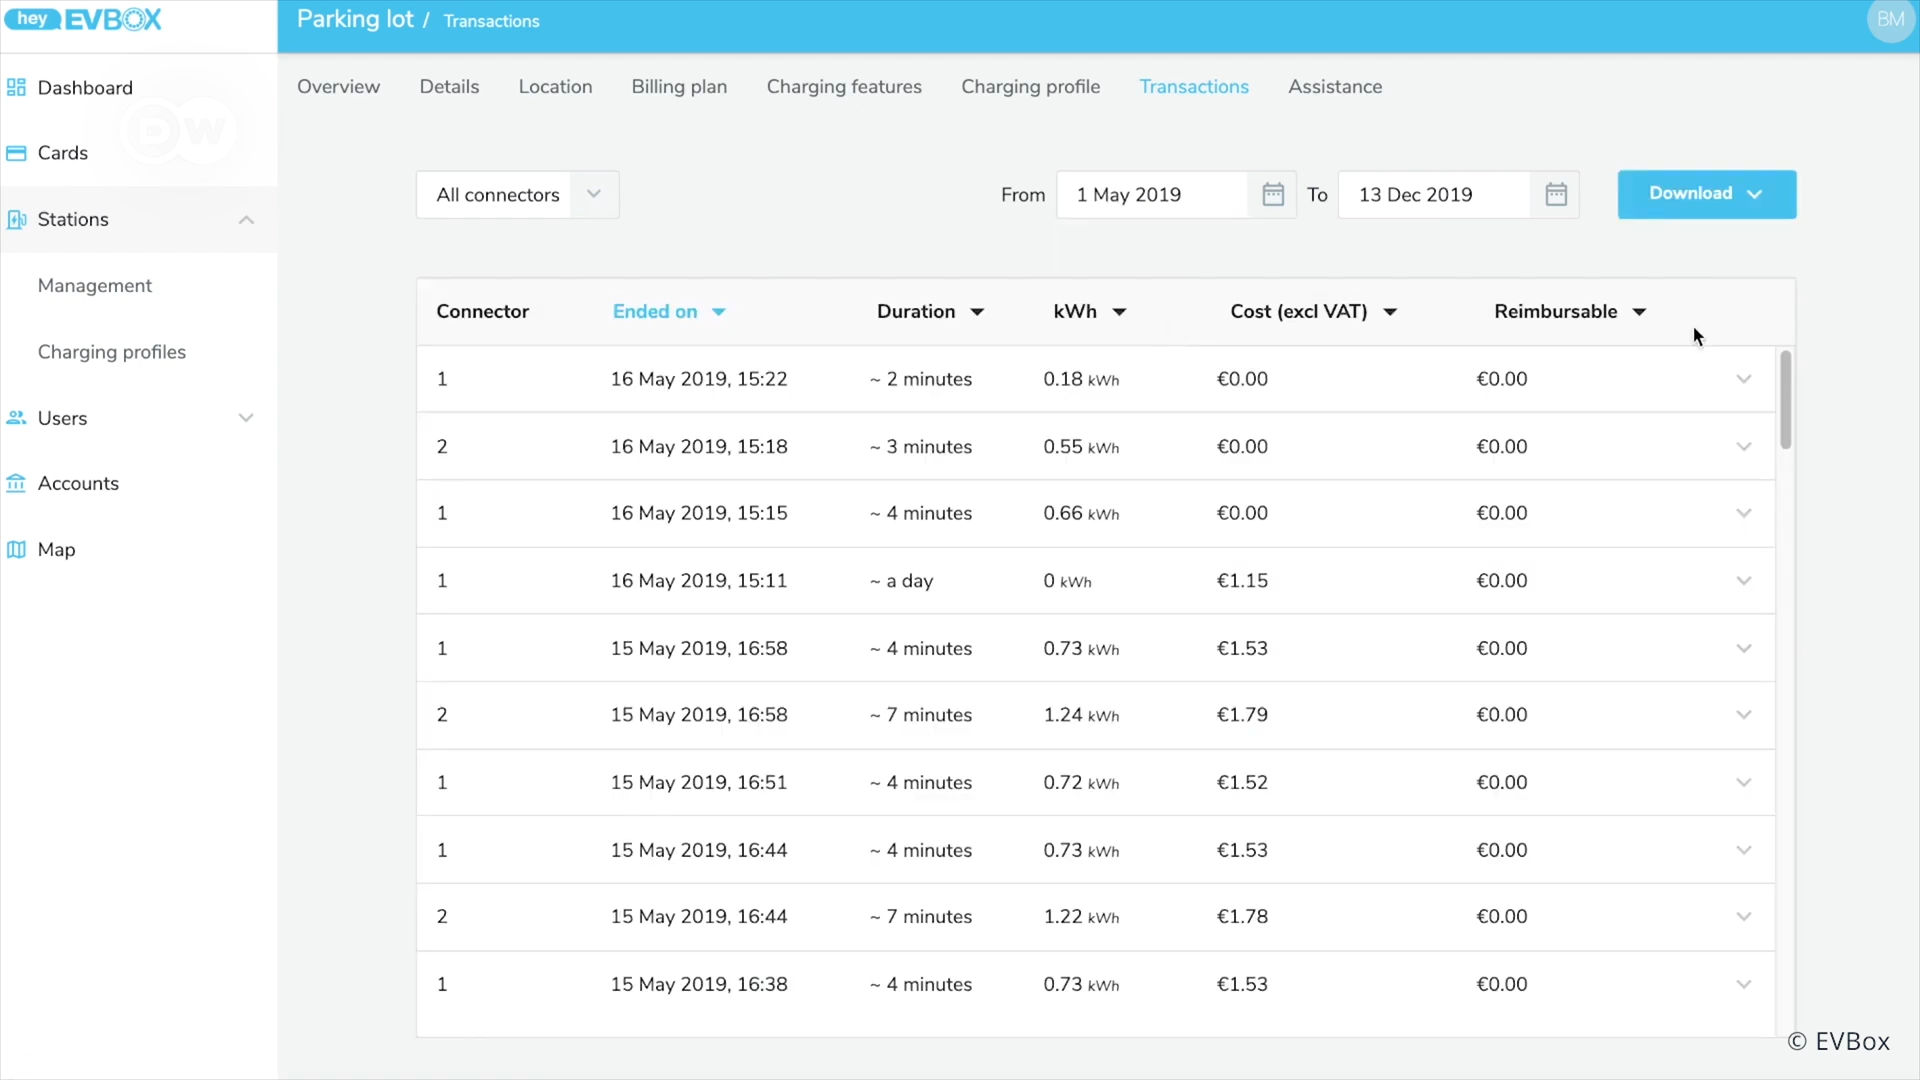 hey EVBOX
Parking lot / Transactions
BM
Dashboard
DW
Cards
Stations
Management
Charging profiles
Users
Accounts
Map
Overview Details Location Billing plan Charging features Charging profile Transactions Assistance
All connectors From 1 May 2019 To 13 Dec 2019 Download
Connector Ended on Duration kWh Cost (excl VAT) Reimbursable
1 16 May 2019, 15:22 ~ 2 minutes 0.18 kWh €0.00 €0.00
2 16 May 2019, 15:18 ~ 3 minutes 0.55 kWh €0.00 €0.00
1 16 May 2019, 15:15 ~ 4 minutes 0.66 kWh €0.00 €0.00
1 16 May 2019, 15:11 ~ a day 0 kWh €1.15 €0.00
1 15 May 2019, 16:58 ~ 4 minutes 0.73 kWh €1.53 €0.00
2 15 May 2019, 16:58 ~ 7 minutes 1.24 kWh €1.79 €0.00
1 15 May 2019, 16:51 ~ 4 minutes 0.72 kWh €1.52 €0.00
1 15 May 2019, 16:44 ~ 4 minutes 0.73 kWh €1.53 €0.00
2 15 May 2019, 16:44 ~ 7 minutes 1.22 kWh €1.78 €0.00
1 15 May 2019, 16:38 ~ 4 minutes 0.73 kWh €1.53 €0.00
© EVBox